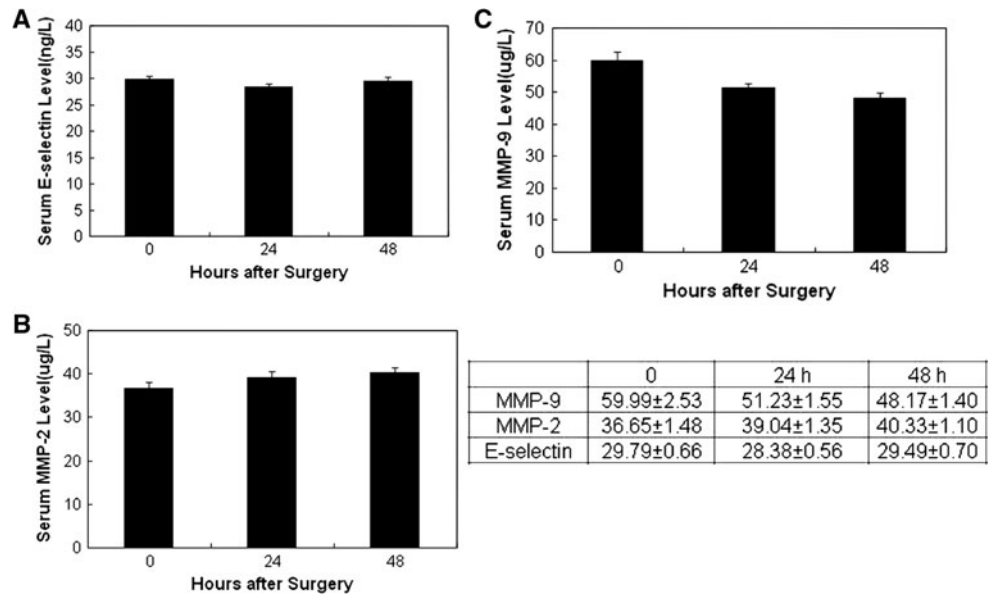 A
Serum E-selectin Level(ng/L)
40
35
30
25
20
15
10
5
0
0 24 48
Hours after Surgery
C
Serum MMP-9 Level(ug/L)
70
60
50
40
30
20
10
0
0 24 48
Hours after Surgery
B
Serum MMP-2 Level(ug/L)
50
40
30
20
10
0
0 24 48
Hours after Surgery
0 24 h 48 h
MMP-9 59.99±2.53 51.23±1.55 48.17±1.40
MMP-2 36.65±1.48 39.04±1.35 40.33±1.10
E-selectin 29.79±0.66 28.38±0.56 29.49±0.70